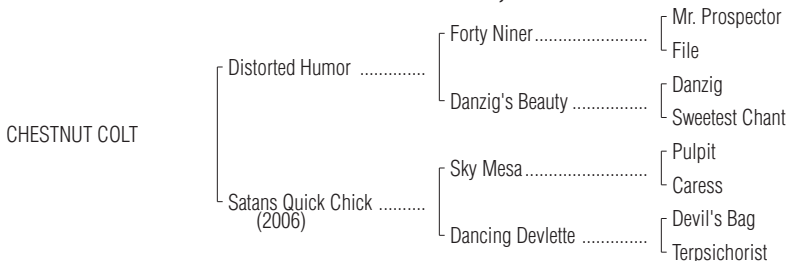 Mr. Prospector
Forty Niner.......................
File
Distorted Humor ..............
Danzig
Danzig's Beauty ................
Sweetest Chant
CHESTNUT COLT
Pulpit
Sky Mesa.........................
Caress
Satans Quick Chick ..........
(2006)
Devil's Bag
Dancing Devlette ..............
Terpsichorist